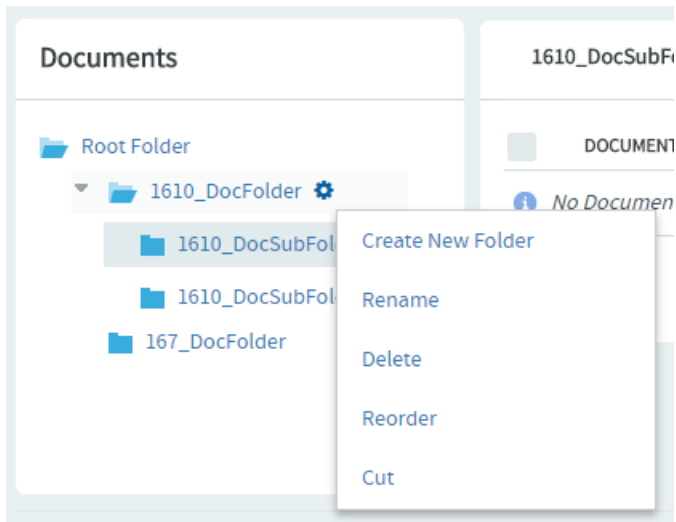 Documents
Root Folder
1610_DocFolder
1610_DocSubFol
1610_DocSubFol
167_DocFolder
Create New Folder
Rename
Delete
Reorder
Cut
1610_DocSubF
DOCUMENT
No Documen